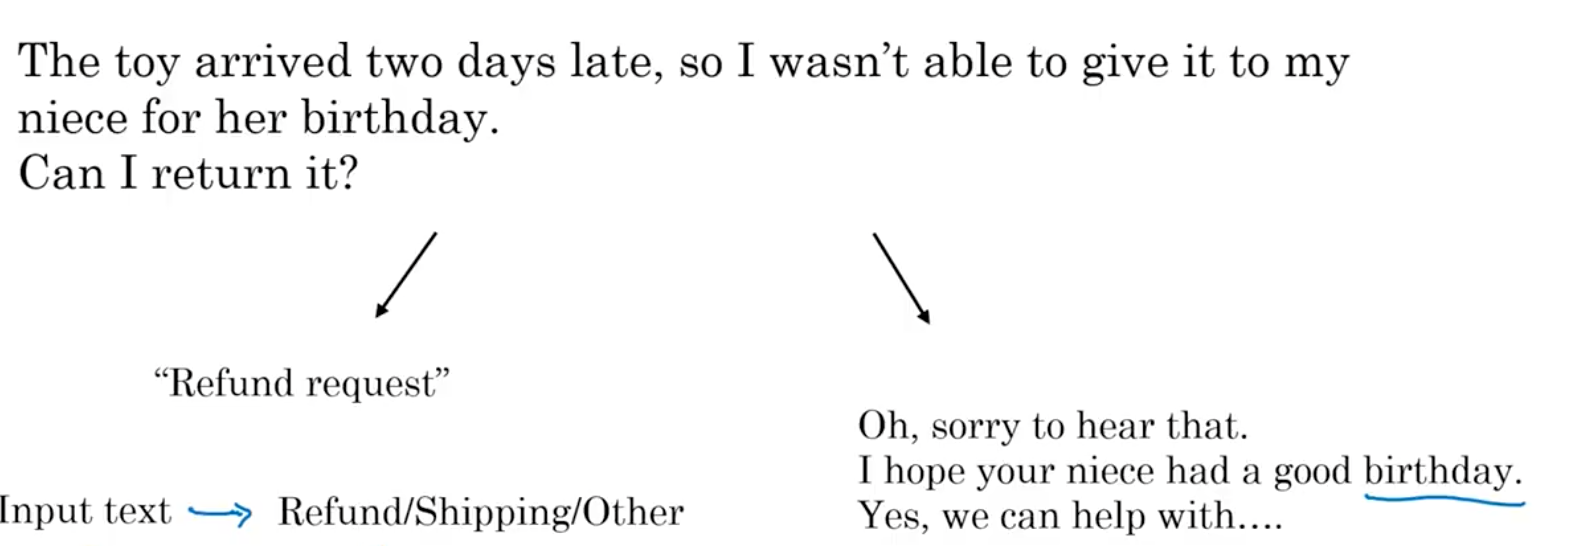 The toy arrived two days late, so I wasn’t able to give it to my
niece for her birthday.
Can I return it?
“Refund request”
Input text → Refund/Shipping/Other
Oh, sorry to hear that.
I hope your niece had a good birthday.
Yes, we can help with....